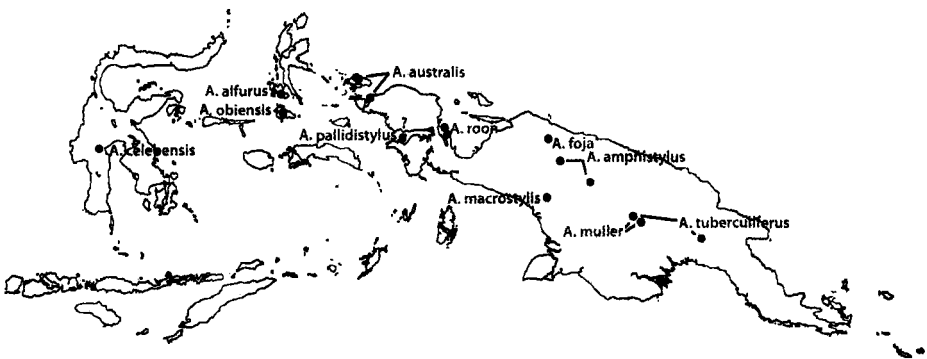 A. australis
A. alfurus
A. obiensis
A. pallidistylus
A. roon
A. celebensis
A. foja
A. amphistylus
A. macrostylis
A. muller
A. tuberculiferus